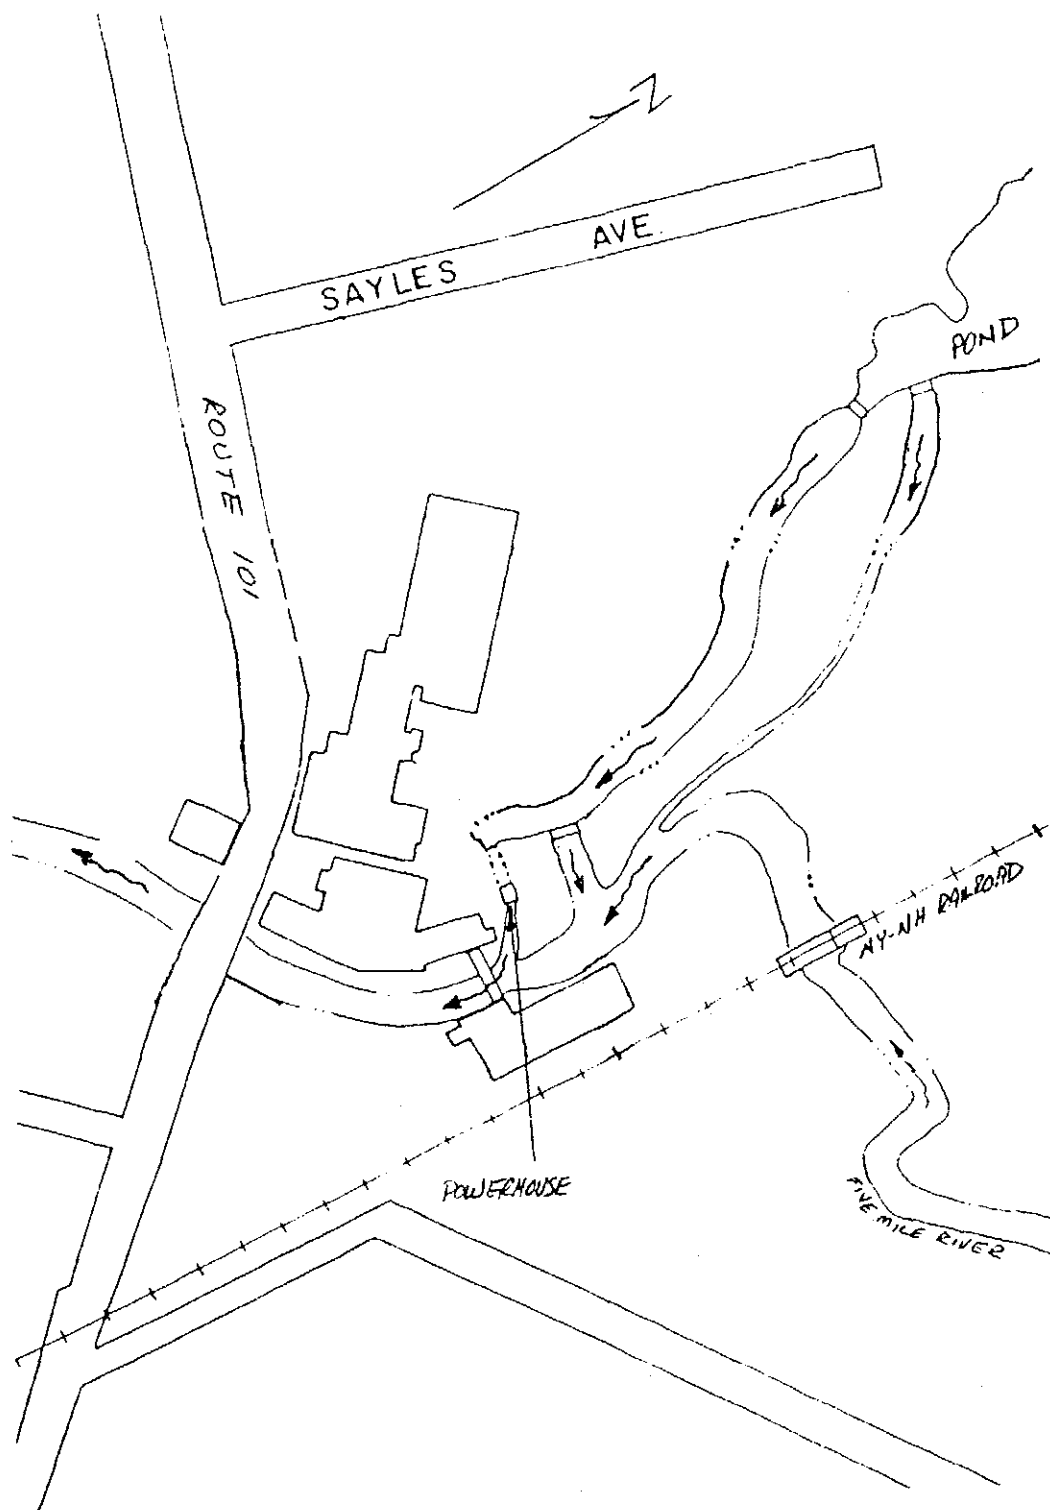 N
SAYLES AVE.
POND
ROUTE 101
NY-NH RAILROAD
POWERHOUSE
FIVE MILE RIVER